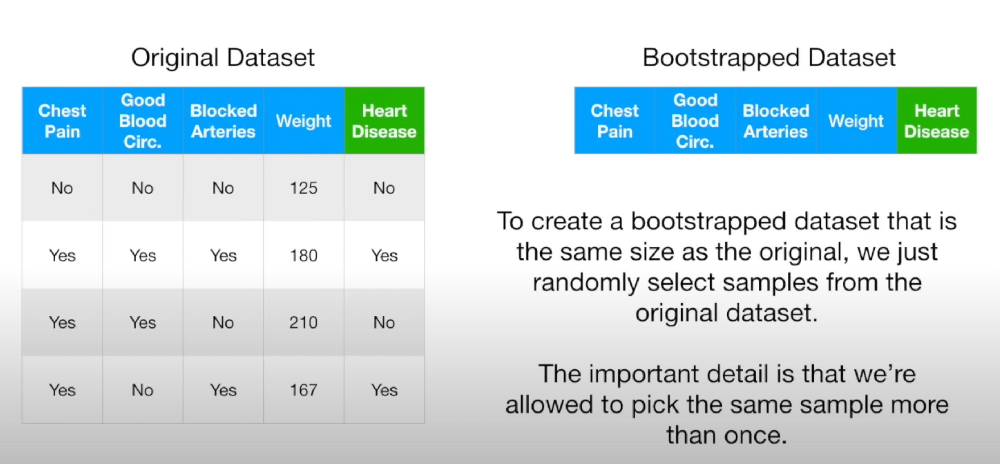 Original Dataset
Chest Pain Good Blood Circ. Blocked Arteries Weight Heart Disease
No No No 125 No
Yes Yes Yes 180 Yes
Yes Yes No 210 No
Yes No Yes 167 Yes
Bootstrapped Dataset
Chest Pain Good Blood Circ. Blocked Arteries Weight Heart Disease
To create a bootstrapped dataset that is
the same size as the original, we just
randomly select samples from the
original dataset.
The important detail is that we’re
allowed to pick the same sample more
than once.